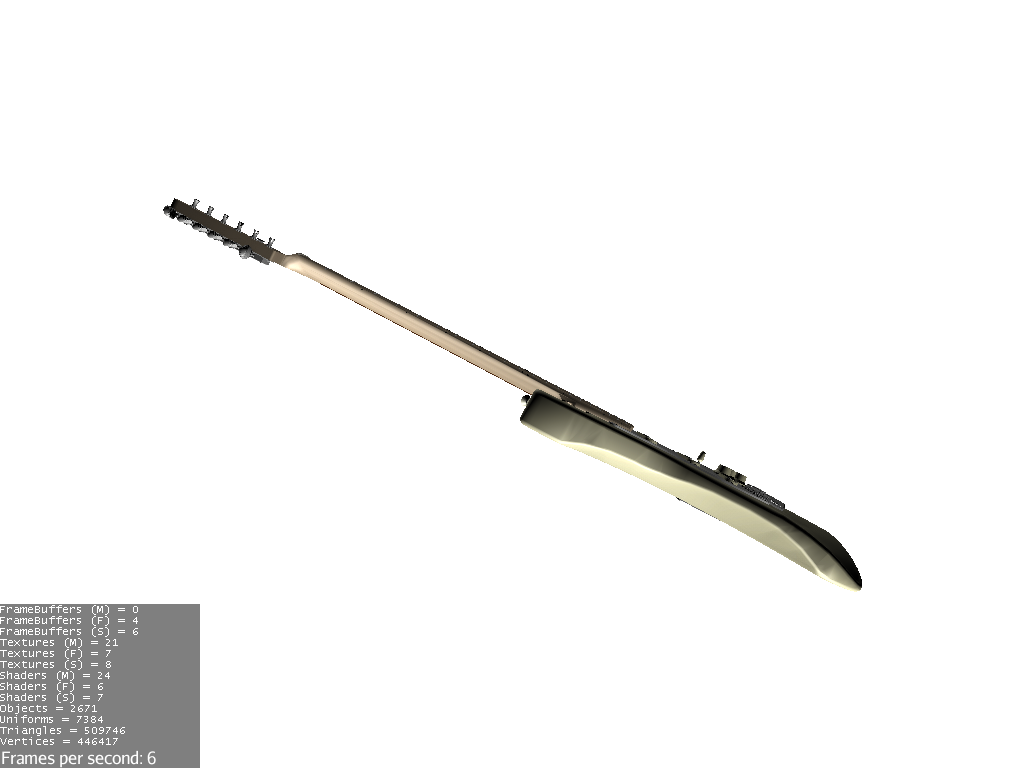 FrameBuffers (M) = 0
FrameBuffers (F) = 4
FrameBuffers (S) = 6
Textures (M) = 21
Textures (F) = 7
Textures (S) = 8
Shaders (M) = 24
Shaders (F) = 6
Shaders (S) = 7
Objects = 2671
Uniforms = 7384
Triangles = 509746
Vertices = 446417
Frames per second: 6